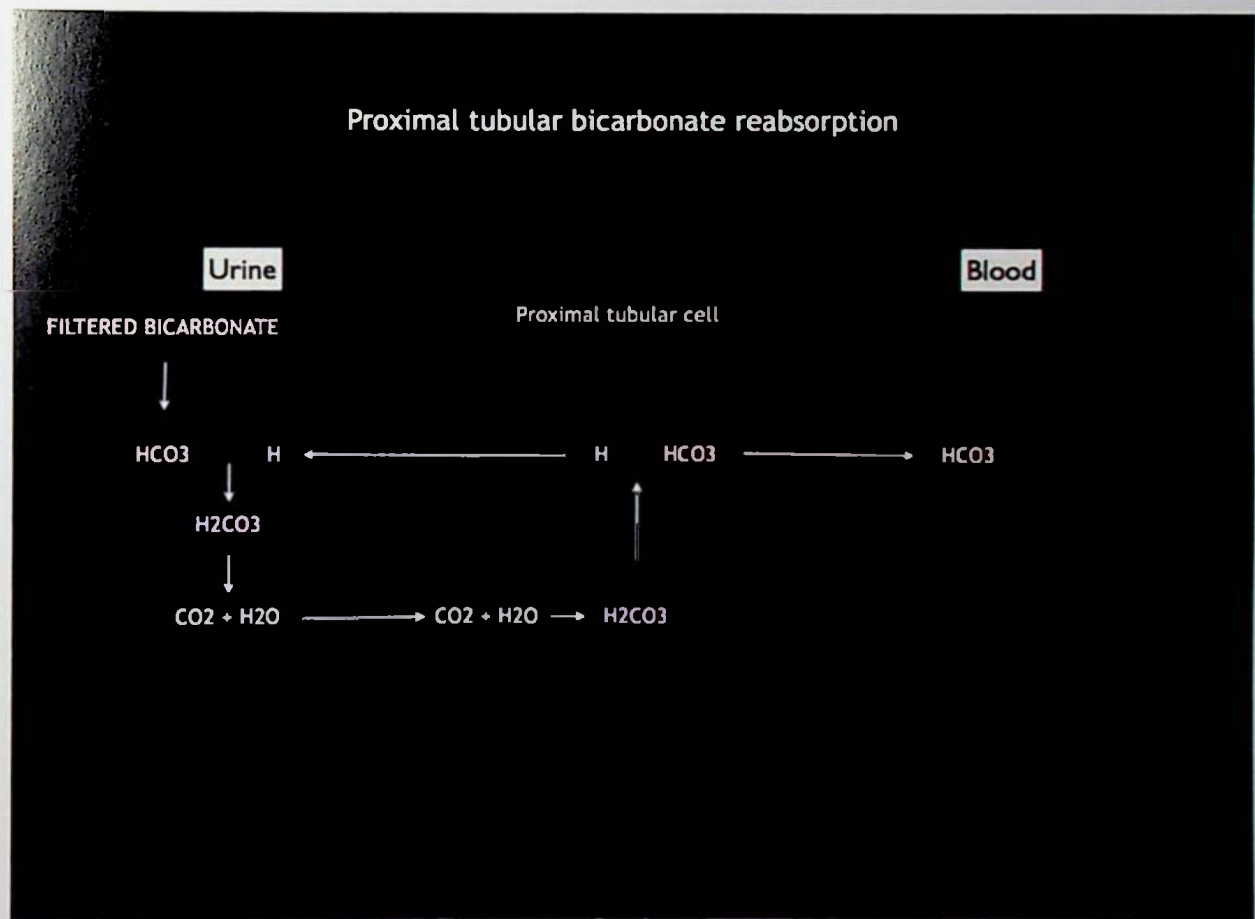 Proximal tubular bicarbonate reabsorption
Urine
Blood
FILTERED BICARBONATE
Proximal tubular cell
HCO3 H H HCO3 HCO3
H2CO3
CO2 + H2O CO2 + H2O H2CO3